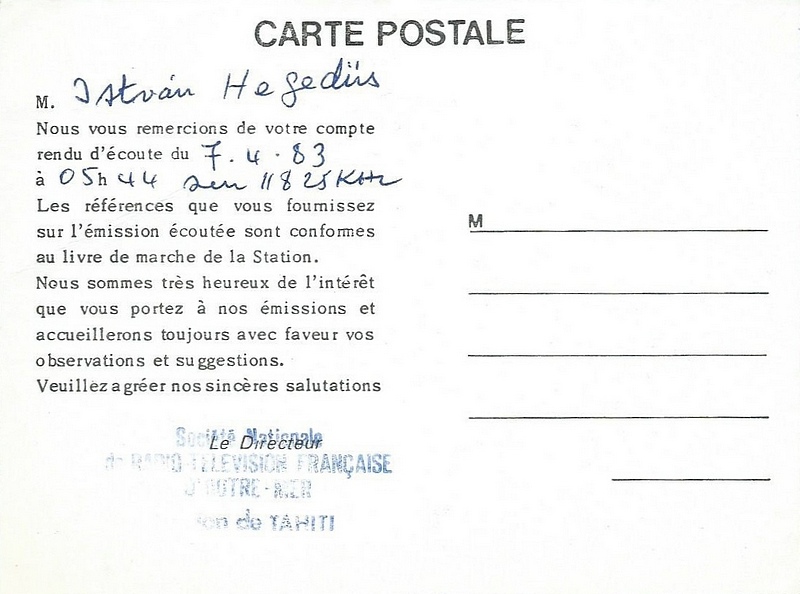 CARTE POSTALE
M. István Hegedüs
Nous vous remercions de votre compte
rendu d'écoute du 7.4.83
à 05h 44 sur 11825 KHz
Les références que vous fournissez
sur l'émission écoutée sont conformes
au livre de marche de la Station.
Nous sommes très heureux de l'intérêt
que vous portez à nos émissions et
accueillerons toujours avec faveur vos
observations et suggestions.
Veuillez agréer nos sincères salutations
M
Société Nationale
Le Directeur
de RADIO-TELEVISION FRANÇAISE
D'OUTRE-MER
de TAHITI